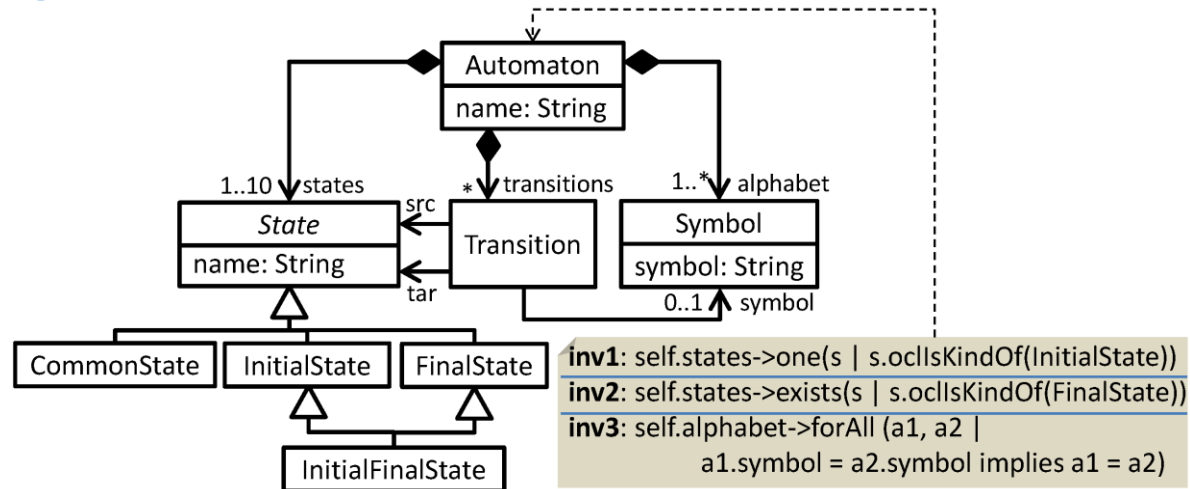 Automaton
name: String
1..10 states
* transitions
1..* alphabet
State
name: String
src
tar
Transition
Symbol
symbol: String
0..1 symbol
CommonState
InitialState
FinalState
InitialFinalState
inv1: self.states->one(s | s.oclIsKindOf(InitialState))
inv2: self.states->exists(s | s.oclIsKindOf(FinalState))
inv3: self.alphabet->forAll (a1, a2 |
a1.symbol = a2.symbol implies a1 = a2)